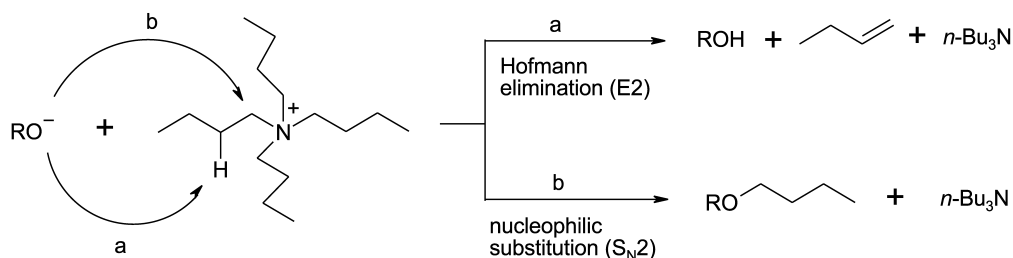 b
RO− + N+ H
a
a
Hofmann
elimination (E2)
ROH + + n-Bu3N
b
nucleophilic
substitution (SN2)
RO + n-Bu3N